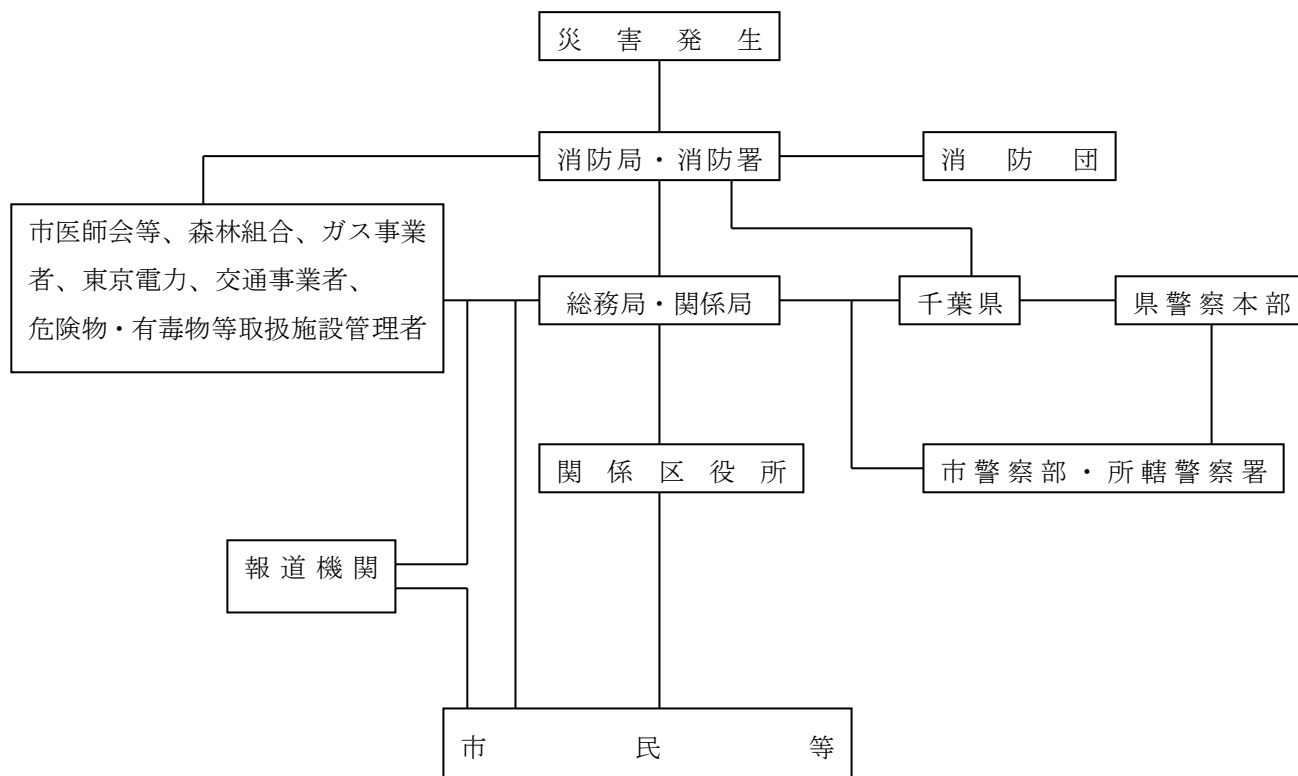 災害発生
消防局・消防署
消防団
市医師会等、森林組合、ガス事業
者、東京電力、交通事業者、
危険物・有毒物等取扱施設管理者
総務局・関係局
千葉県
県警察本部
関係区役所
市警察部・所轄警察署
報道機関
市民等